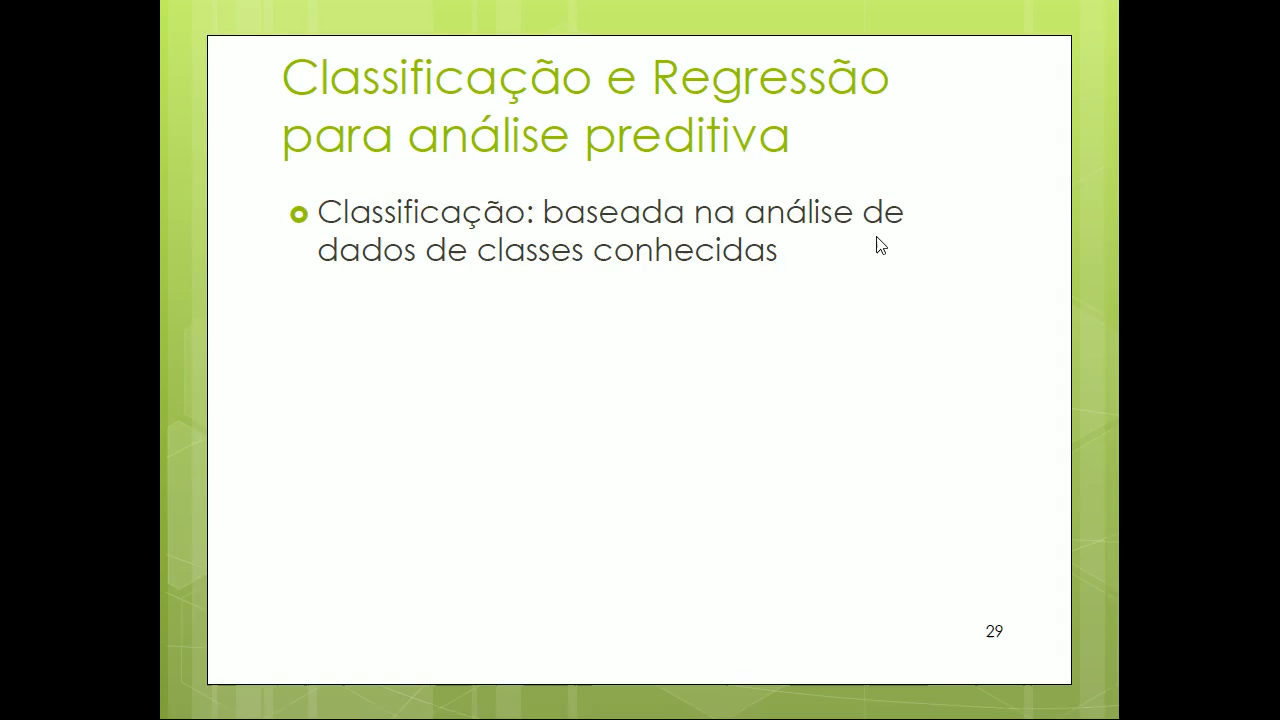 Classificação e Regressão
para análise preditiva
Classificação: baseada na análise de
dados de classes conhecidas
29